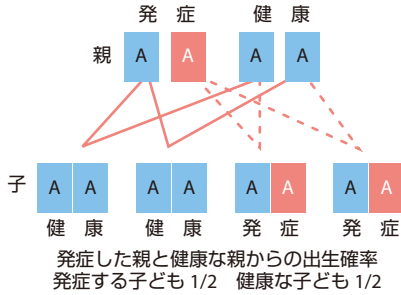 発 症 健 康
親 A A A A
子 A A A A A A A A
健 康 健 康 発 症 発 症
発症した親と健康な親からの出生確率
発症する子ども 1/2 健康な子ども 1/2